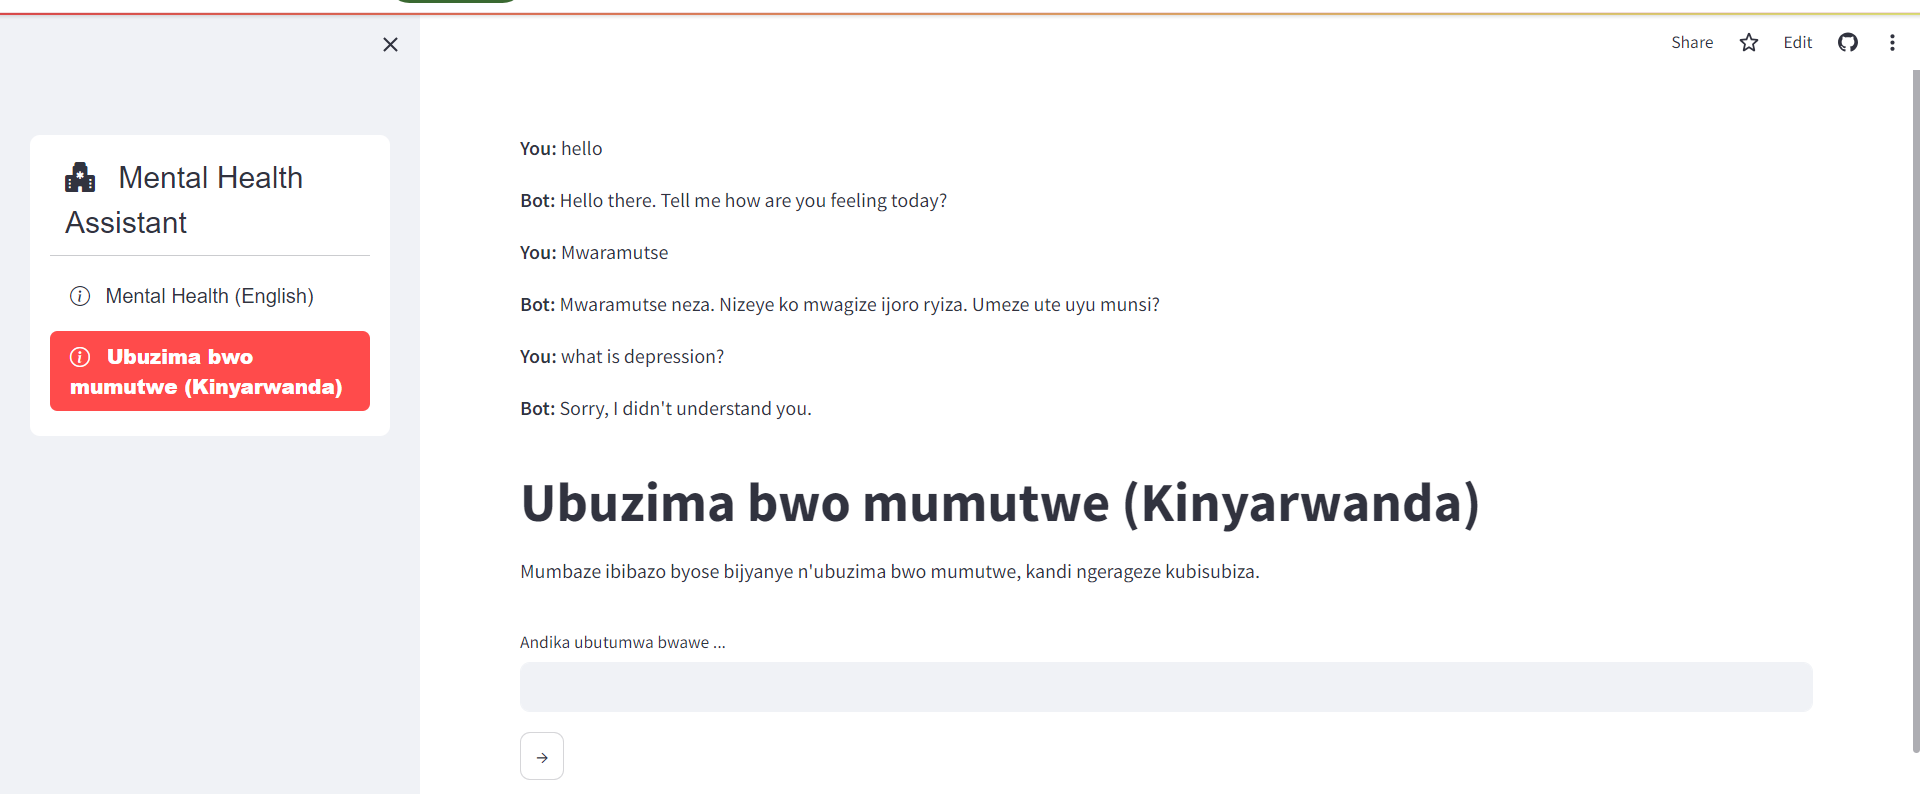 Share
Edit
Mental Health
Assistant
Mental Health (English)
Ubuzima bwo
mumutwe (Kinyarwanda)
You: hello
Bot: Hello there. Tell me how are you feeling today?
You: Mwaramutse
Bot: Mwaramutse neza. Nizeye ko mwagize ijoro ryiza. Umeze ute uyu munsi?
You: what is depression?
Bot: Sorry, I didn't understand you.
Ubuzima bwo mumutwe (Kinyarwanda)
Mumbaze ibibazo byose bijyanye n'ubuzima bwo mumutwe, kandi ngerageze kubisubiza.
Andika ubutumwa bwawe ...